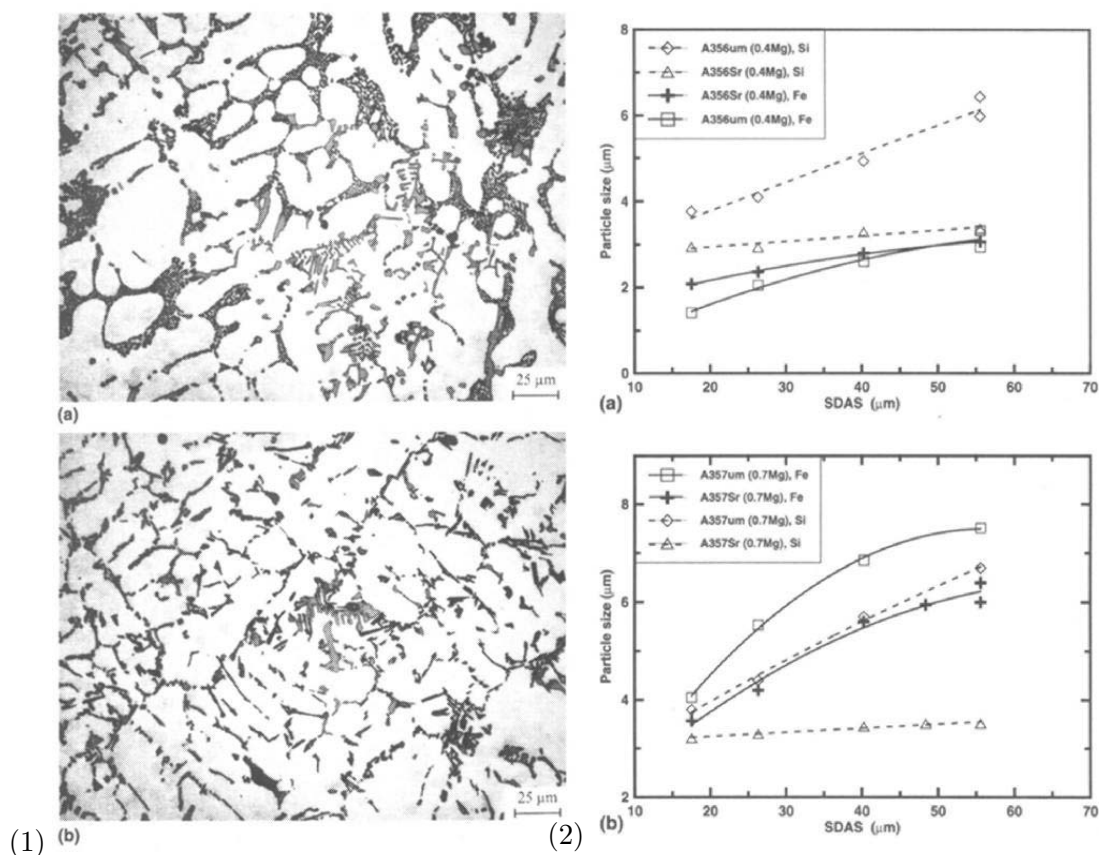 25 μm
(a)
25 μm
(1) (b)
8
6
4
2
0
Particle size (μm)
A356um (0.4Mg), Si
A356Sr (0.4Mg), Si
A356Sr (0.4Mg), Fe
A356um (0.4Mg), Fe
10 20 30 40 50 60 70
(a) SDAS (μm)
8
6
4
2
Particle size (μm)
A357um (0.7Mg), Fe
A357Sr (0.7Mg), Fe
A357um (0.7Mg), Si
A357Sr (0.7Mg), Si
10 20 30 40 50 60 70
(2) (b) SDAS (μm)